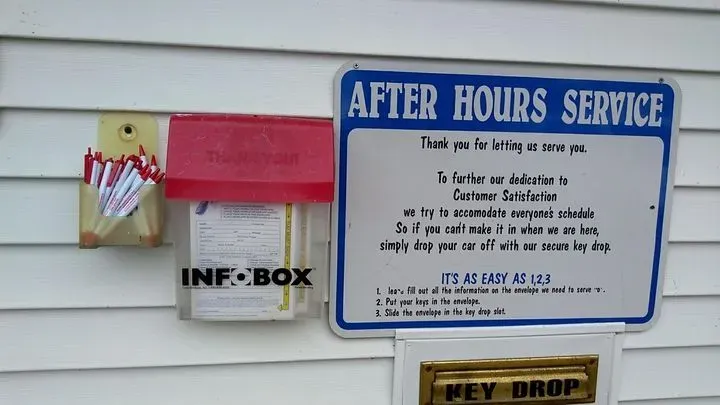 AFTER HOURS SERVICE
Thank you for letting us serve you.
To further our dedication to
Customer Satisfaction
we try to accomodate everyone's schedule
So if you can't make it in when we are here,
simply drop your car off with our secure key drop.
IT'S AS EASY AS 1,2,3
1. fill out all the information on the envelope we need to serve
2. Put your keys in the envelope.
3. Slide the envelope in the key drop slot.
INFOBOX
KEY DROP